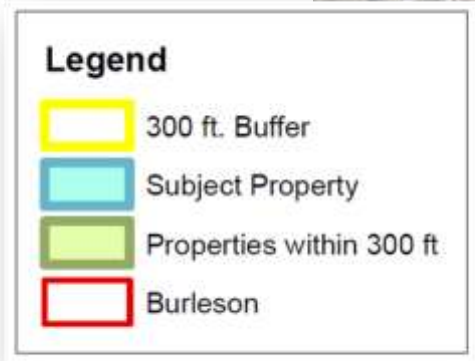 Legend
300 ft. Buffer
Subject Property
Properties within 300 ft
Burleson